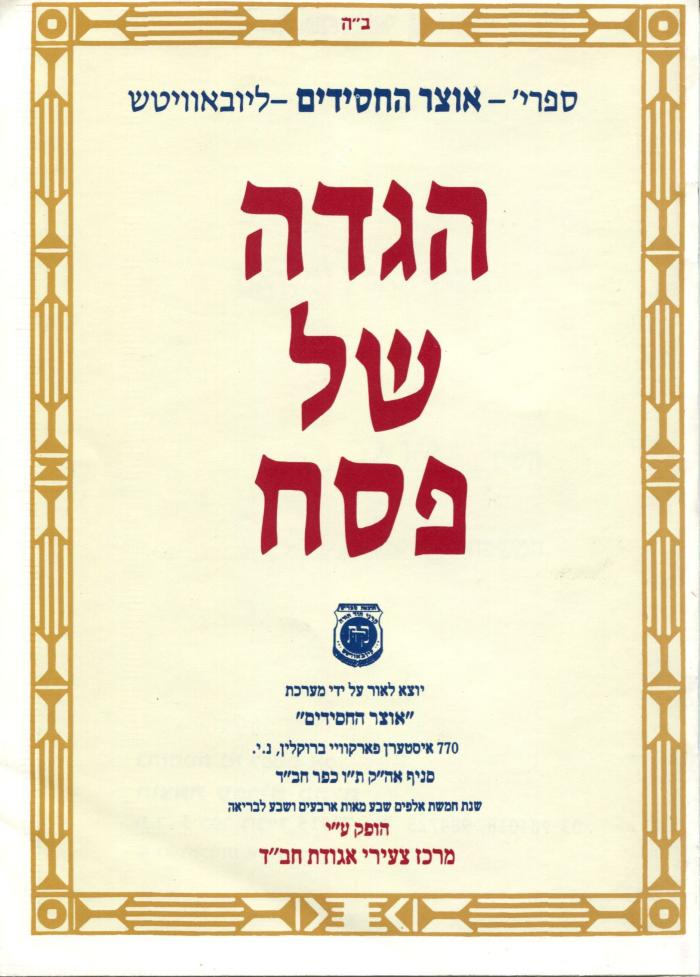 ב"ה
ספרי' – אוצר החסידים – ליובאוויטש
הגדה
של
פסח
יוצא לאור על ידי מערכת
"אוצר החסידים"
770 איסטערן פארקוויי ברוקלין, נ.י.
סניף אה"ק ת"ו כפר חב"ד
שנת חמשת אלפים שבע מאות ארבעים ושבע לבריאה
הופק ע"י
מרכז צעירי אגודת חב"ד